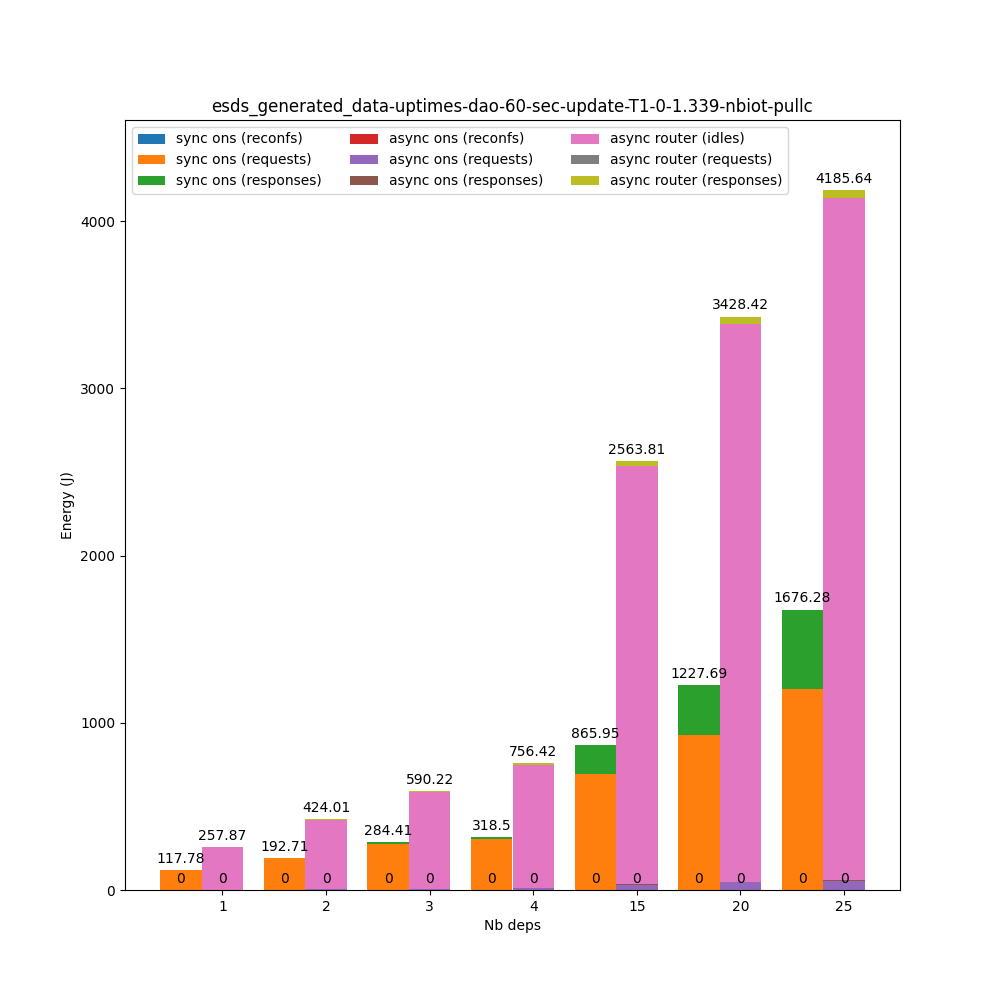 esds_generated_data-uptimes-dao-60-sec-update-T1-0-1.339-nbiot-pullc
sync ons (reconfs) async ons (reconfs) async router (idles)
sync ons (requests) async ons (requests) async router (requests)
sync ons (responses) async ons (responses) async router (responses)
4185.64
4000
3428.42
3000
2563.81
Energy (J)
2000
1676.28
1227.69
1000
865.95
756.42
590.22
424.01
318.5
284.41
257.87
192.71
117.78
0 0 0 0 0 0 0 0 0 0 0 0 0 0
0
1 2 3 4 15 20 25
Nb deps